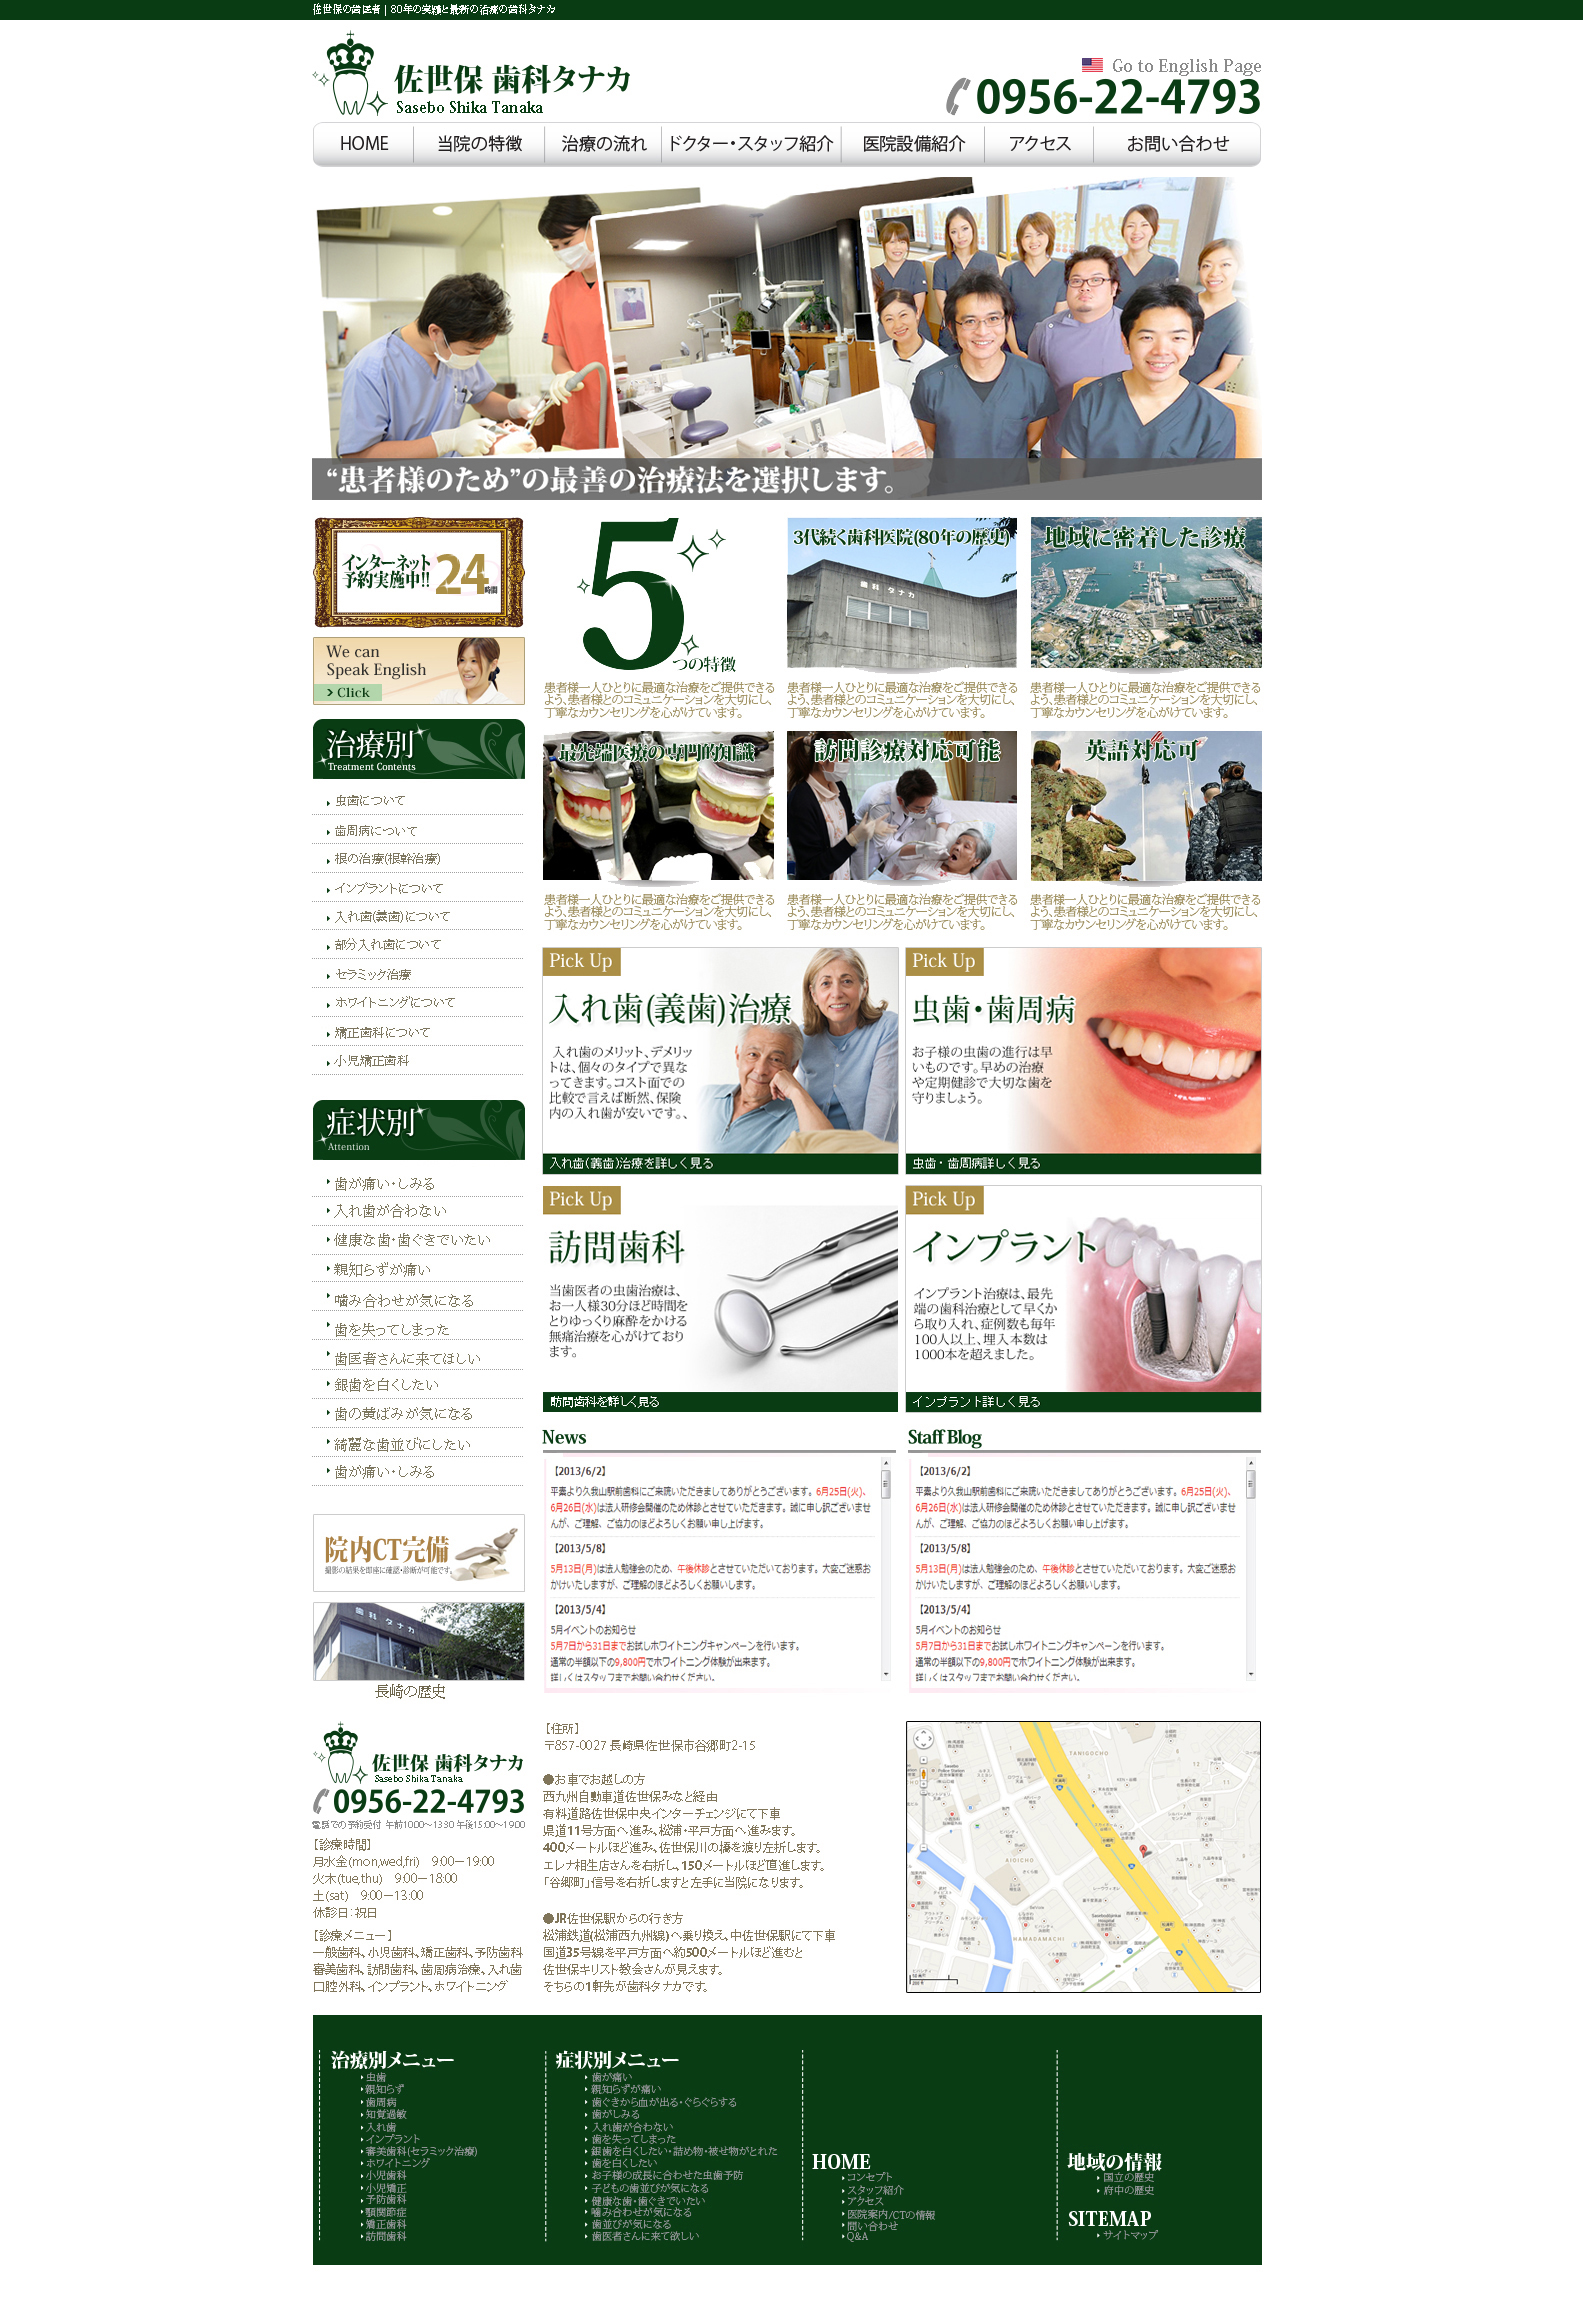 佐世保の歯医者｜80年の実績と最新の治療の歯科タナカ
佐世保 歯科タナカ
Sasebo Shika Tanaka
Go to English Page
0956-22-4793
HOME
当院の特徴
治療の流れ
ドクター・スタッフ紹介
医院設備紹介
アクセス
お問い合わせ
“患者様のため”の最善の治療法を選択します。
インターネット
予約実施中!!
24時間
We can
Speak English
> Click
治療別
Treatment Contents
虫歯について
歯周病について
根の治療(根幹治療)
インプラントについて
入れ歯(義歯)について
部分入れ歯について
セラミック治療
ホワイトニングについて
矯正歯科について
小児矯正歯科
症状別
Attention
歯が痛い・しみる
入れ歯が合わない
健康な歯・歯ぐきでいたい
親知らずが痛い
噛み合わせが気になる
歯を失ってしまった
歯医者さんに来てほしい
銀歯を白くしたい
歯の黄ばみが気になる
綺麗な歯並びにしたい
歯が痛い・しみる
院内CT完備
撮影の結果を即座に確認・診断が可能です。
歯科タナカ
長崎の歴史
5つの特徴
患者様一人ひとりに最適な治療をご提供できる
よう、患者様とのコミュニケーションを大切にし、
丁寧なカウンセリングを心がけています。
3代続く歯科医院(80年の歴史)
歯科タナカ
患者様一人ひとりに最適な治療をご提供できる
よう、患者様とのコミュニケーションを大切にし、
丁寧なカウンセリングを心がけています。
地域に密着した診療
患者様一人ひとりに最適な治療をご提供できる
よう、患者様とのコミュニケーションを大切にし、
丁寧なカウンセリングを心がけています。
最先端医療の専門的知識
患者様一人ひとりに最適な治療をご提供できる
よう、患者様とのコミュニケーションを大切にし、
丁寧なカウンセリングを心がけています。
訪問診療対応可能
患者様一人ひとりに最適な治療をご提供できる
よう、患者様とのコミュニケーションを大切にし、
丁寧なカウンセリングを心がけています。
英語対応可
患者様一人ひとりに最適な治療をご提供できる
よう、患者様とのコミュニケーションを大切にし、
丁寧なカウンセリングを心がけています。
Pick Up
入れ歯(義歯)治療
入れ歯のメリット、デメリッ
トは、個々のタイプで異な
ってきます。コスト面での
比較で言えば断然、保険
内の入れ歯が安いです。、
入れ歯(義歯)治療を詳しく見る
Pick Up
虫歯・歯周病
お子様の虫歯の進行は早
いものです。早めの治療
や定期健診で大切な歯を
守りましょう。
虫歯・歯周病詳しく見る
Pick Up
訪問歯科
当歯医者の虫歯治療は、
お一人様30分ほど時間を
とりゆっくり麻酔をかける
無痛治療を心がけており
ます。
訪問歯科を詳しく見る
Pick Up
インプラント
インプラント治療は、最先
端の歯科治療として早くか
ら取り入れ、症例数も毎年
100人以上、埋入本数は
1000本を超えました。
インプラント詳しく見る
News
【2013/6/2】
平素より久我山駅前歯科にご来院いただきましてありがとうございます。6月25日(火)、
6月26日(水)は法人研修会開催のため休診とさせていただきます。誠に申し訳ございませ
んが、ご理解、ご協力のほどよろしくお願い申し上げます。
【2013/5/8】
5月13日(月)は法人勉強会のため、午後休診とさせていただいております。大変ご迷惑お
かけいたしますが、ご理解のほどよろしくお願いします。
【2013/5/4】
5月イベントのお知らせ
5月7日から31日までお試しホワイトニングキャンペーンを行います。
通常の半額以下の9,800円でホワイトニング体験が出来ます。
詳しくはスタッフまでお問い合わせください。
Staff Blog
【2013/6/2】
平素より久我山駅前歯科にご来院いただきましてありがとうございます。6月25日(火)、
6月26日(水)は法人研修会開催のため休診とさせていただきます。誠に申し訳ございませ
んが、ご理解、ご協力のほどよろしくお願い申し上げます。
【2013/5/8】
5月13日(月)は法人勉強会のため、午後休診とさせていただいております。大変ご迷惑お
かけいたしますが、ご理解のほどよろしくお願いします。
【2013/5/4】
5月イベントのお知らせ
5月7日から31日までお試しホワイトニングキャンペーンを行います。
通常の半額以下の9,800円でホワイトニング体験が出来ます。
詳しくはスタッフまでお問い合わせください。
佐世保 歯科タナカ
Sasebo Shika Tanaka
0956-22-4793
電話での予約受付 午前10:00〜13:30 午後15:00〜19:00
【診療時間】
月水金(mon,wed,fri) 9:00－19:00
火木(tue,thu) 9:00－18:00
土(sat) 9:00－13:00
休診日：祝日
【診療メニュー】
一般歯科、小児歯科、矯正歯科、予防歯科
審美歯科、訪問歯科、歯周病治療、入れ歯
口腔外科、インプラント、ホワイトニング
【住所】
〒857-0027 長崎県佐世保市谷郷町2-15
●お車でお越しの方
西九州自動車道佐世保みなと経由
有料道路佐世保中央インターチェンジにて下車
県道11号方面へ進み、松浦・平戸方面へ進みます。
400メートルほど進み、佐世保川の橋を渡り左折します。
エレナ相生店さんを右折し、150メートルほど直進します。
「谷郷町」信号を右折しますと左手に当院になります。
●JR佐世保駅からの行き方
松浦鉄道(松浦西九州線)へ乗り換え、中佐世保駅にて下車
国道35号線を平戸方面へ約500メートルほど進むと
佐世保キリスト教会さんが見えます。
そちらの1軒先が歯科タナカです。
TANIGOCHO
AIOICHO
HAMADAMACHI
治療別メニュー
虫歯
親知らず
歯周病
知覚過敏
入れ歯
インプラント
審美歯科(セラミック治療)
ホワイトニング
小児歯科
小児矯正
予防歯科
顎関節症
矯正歯科
訪問歯科
症状別メニュー
歯が痛い
親知らずが痛い
歯ぐきから血が出る・ぐらぐらする
歯がしみる
入れ歯が合わない
歯を失ってしまった
銀歯を白くしたい・詰め物・被せ物がとれた
歯を白くしたい
お子様の成長に合わせた虫歯予防
子どもの歯並びが気になる
健康な歯・歯ぐきでいたい
噛み合わせが気になる
歯並びが気になる
歯医者さんに来て欲しい
HOME
コンセプト
スタッフ紹介
アクセス
医院案内/CTの情報
問い合わせ
Q&A
地域の情報
国立の歴史
府中の歴史
SITEMAP
サイトマップ